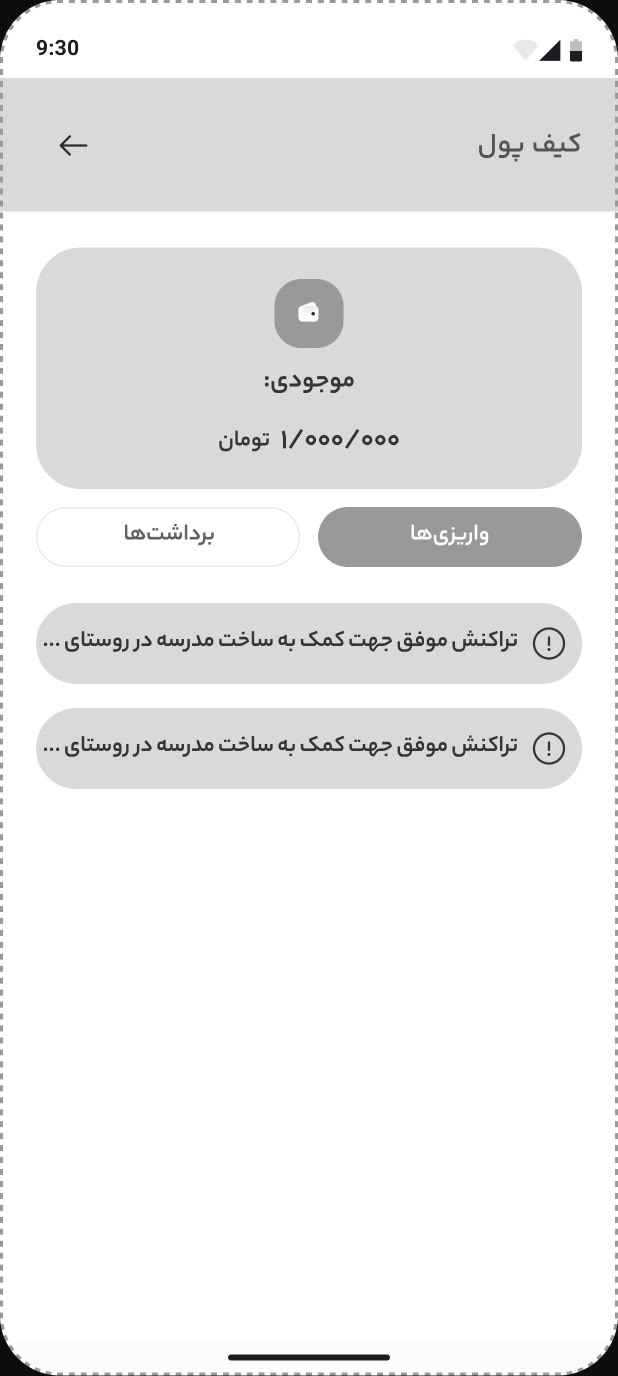 9:30
کیف پول
موجودی:
۱/۰۰۰/۰۰۰ تومان
واریزی‌ها
برداشت‌ها
تراکنش موفق جهت کمک به ساخت مدرسه در روستای ...
تراکنش موفق جهت کمک به ساخت مدرسه در روستای ...